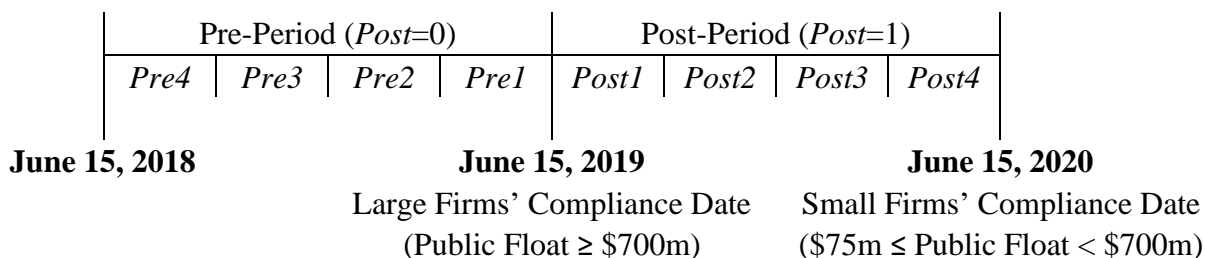 Pre-Period (Post=0) Post-Period (Post=1)
Pre4 Pre3 Pre2 Pre1 Post1 Post2 Post3 Post4
June 15, 2018 June 15, 2019 June 15, 2020
Large Firms’ Compliance Date Small Firms’ Compliance Date
(Public Float ≥ $700m) ($75m ≤ Public Float < $700m)